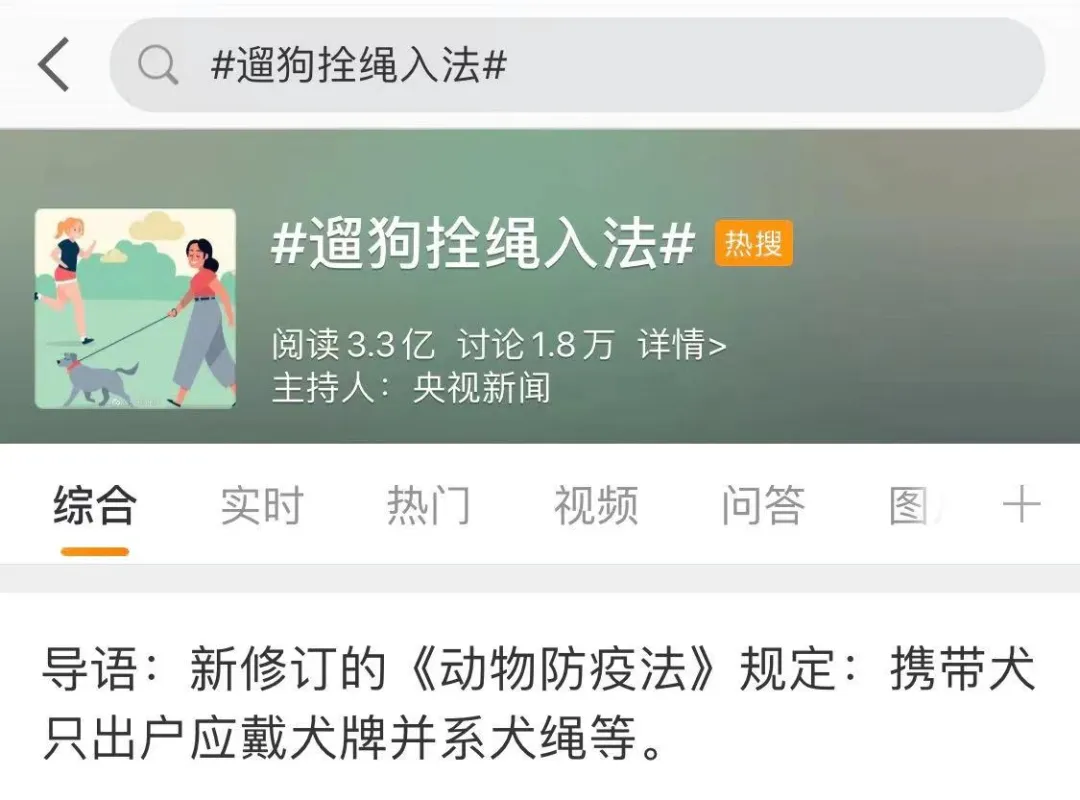 #遛狗拴绳入法#
#遛狗拴绳入法# 热搜
阅读3.3亿 讨论1.8万 详情>
主持人：央视新闻
综合 实时 热门 视频 问答 图
导语：新修订的《动物防疫法》规定：携带犬
只出户应戴犬牌并系犬绳等。